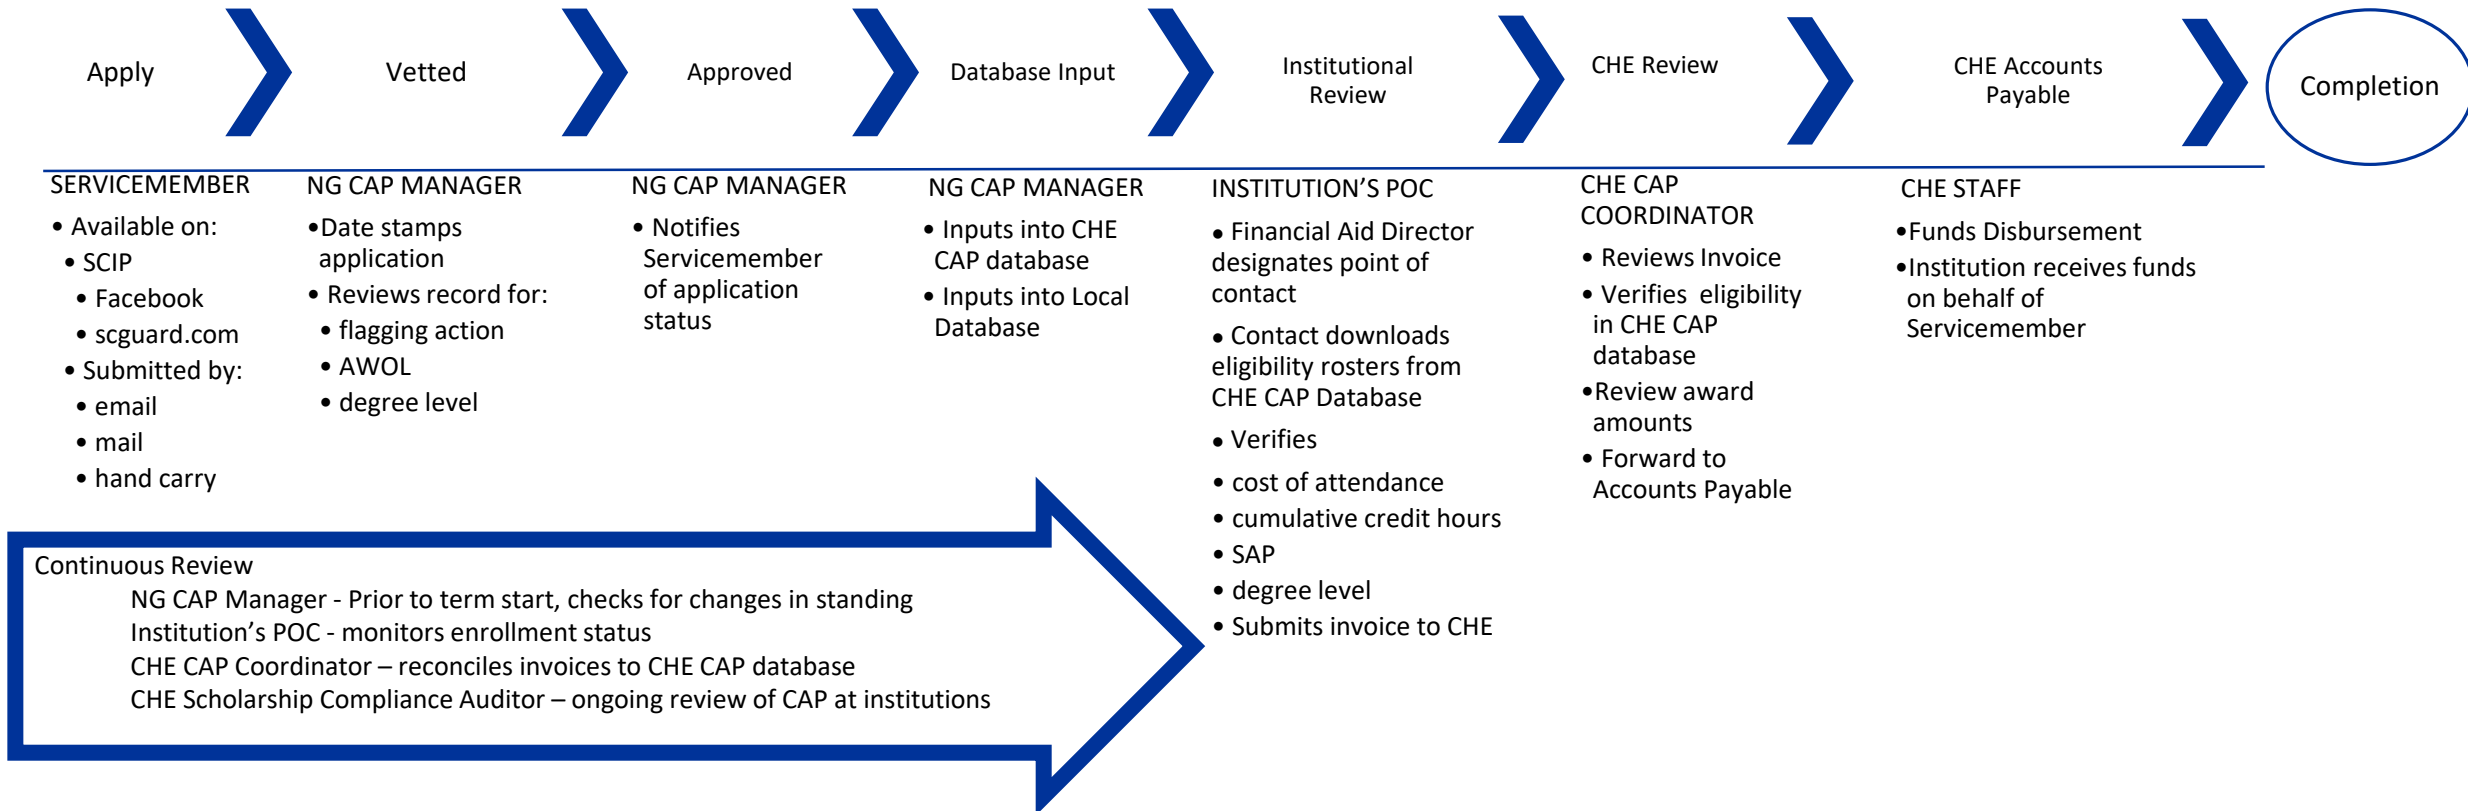 Apply
Vetted
Approved
Database Input
Institutional
Review
CHE Review
CHE Accounts
Payable
Completion
SERVICEMEMBER
• Available on:
• SCIP
• Facebook
• scguard.com
• Submitted by:
• email
• mail
• hand carry
NG CAP MANAGER
•Date stamps
application
• Reviews record for:
• flagging action
• AWOL
• degree level
NG CAP MANAGER
• Notifies
Servicemember
of application
status
NG CAP MANAGER
• Inputs into CHE
CAP database
• Inputs into Local
Database
INSTITUTION’S POC
• Financial Aid Director
designates point of
contact
• Contact downloads
eligibility rosters from
CHE CAP Database
• Verifies
• cost of attendance
• cumulative credit hours
• SAP
• degree level
• Submits invoice to CHE
CHE CAP
COORDINATOR
• Reviews Invoice
• Verifies eligibility
in CHE CAP
database
•Review award
amounts
• Forward to
Accounts Payable
CHE STAFF
•Funds Disbursement
•Institution receives funds
on behalf of
Servicemember
Continuous Review
NG CAP Manager - Prior to term start, checks for changes in standing
Institution’s POC - monitors enrollment status
CHE CAP Coordinator – reconciles invoices to CHE CAP database
CHE Scholarship Compliance Auditor – ongoing review of CAP at institutions